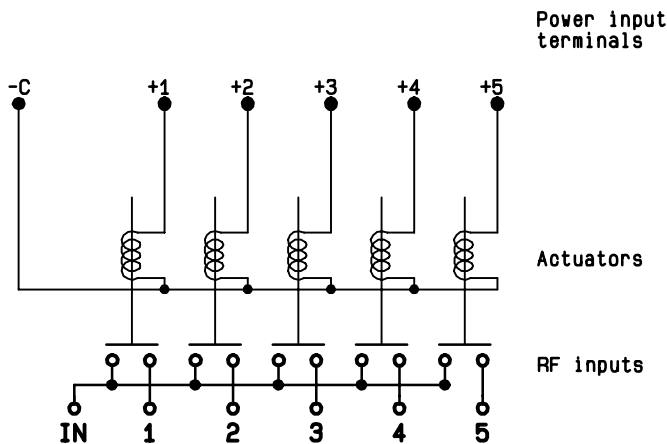 Power input
terminals
-C +1 +2 +3 +4 +5
Actuators
RF inputs
IN 1 2 3 4 5